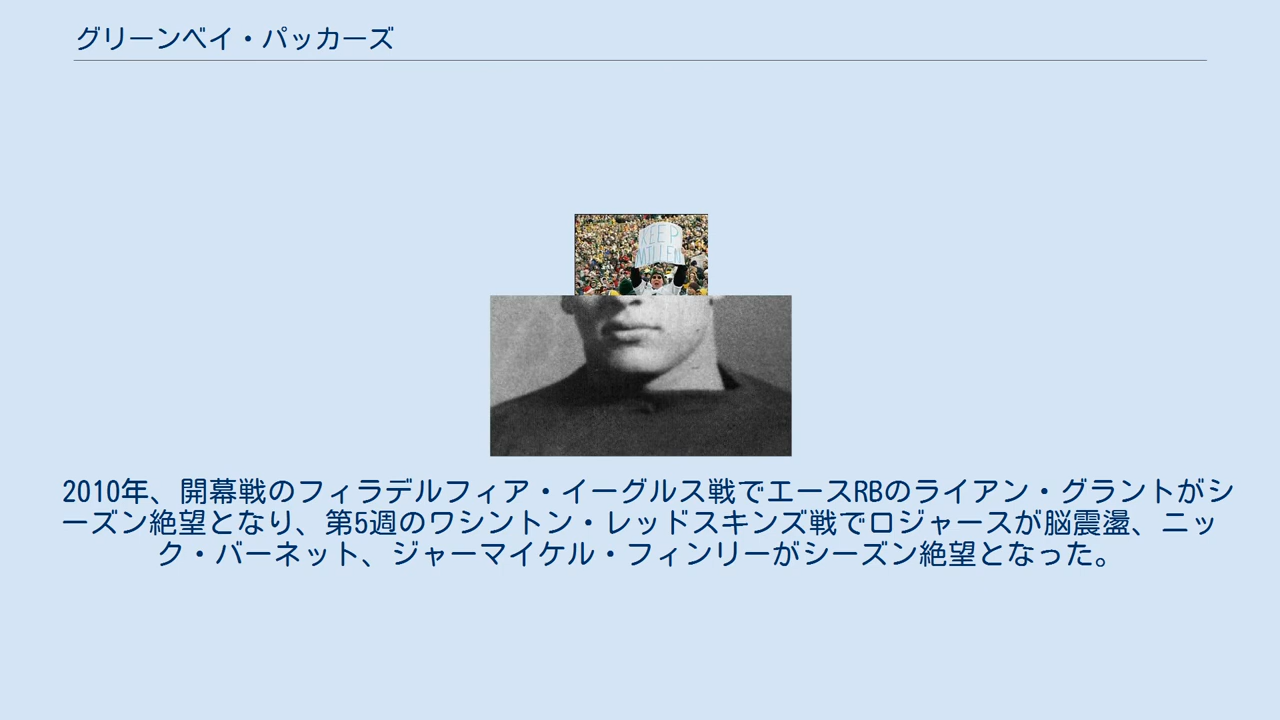 グリーンベイ・パッカーズ
KEEP
MILLEN
2010年、開幕戦のフィラデルフィア・イーグルス戦でエースRBのライアン・グラントがシ
ーズン絶望となり、第5週のワシントン・レッドスキンズ戦でロジャースが脳震盪、ニッ
ク・バーネット、ジャーマイケル・フィンリーがシーズン絶望となった。